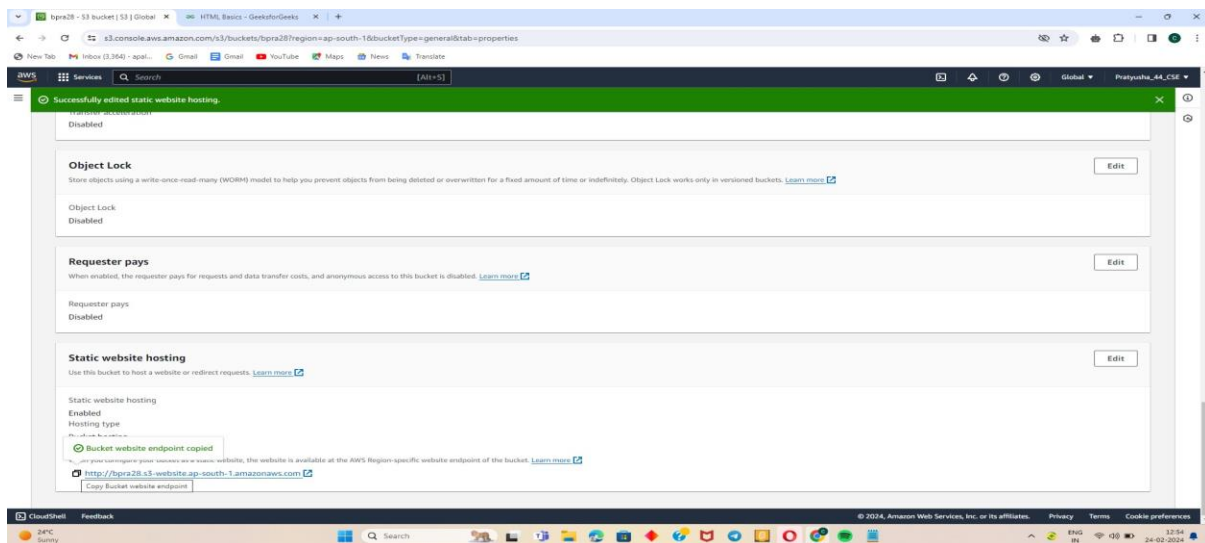 bpra28 - S3 bucket | S3 | Global
HTML Basics - GeeksforGeeks
s3.console.aws.amazon.com/s3/buckets/bpra28?region=ap-south-1&bucketType=general&tab=properties
New Tab Inbox (3,364) - apal... Gmail Gmail YouTube Maps News Translate
aws Services Search [Alt+S] Global Pratyusha_44_CSE
Successfully edited static website hosting.
Transfer acceleration
Disabled
Object Lock Edit
Store objects using a write-once-read-many (WORM) model to help you prevent objects from being deleted or overwritten for a fixed amount of time or indefinitely. Object Lock works only in versioned buckets. Learn more
Object Lock
Disabled
Requester pays Edit
When enabled, the requester pays for requests and data transfer costs, and anonymous access to this bucket is disabled. Learn more
Requester pays
Disabled
Static website hosting Edit
Use this bucket to host a website or redirect requests. Learn more
Static website hosting
Enabled
Hosting type
Bucket hosting
Bucket website endpoint copied
you configure your bucket as a static website, the website is available at the AWS Region-specific website endpoint of the bucket. Learn more
http://bpra28.s3-website.ap-south-1.amazonaws.com
Copy Bucket website endpoint
CloudShell Feedback © 2024, Amazon Web Services, Inc. or its affiliates. Privacy Terms Cookie preferences
24°C
Sunny
Search
ENG
IN
12:54
24-02-2024